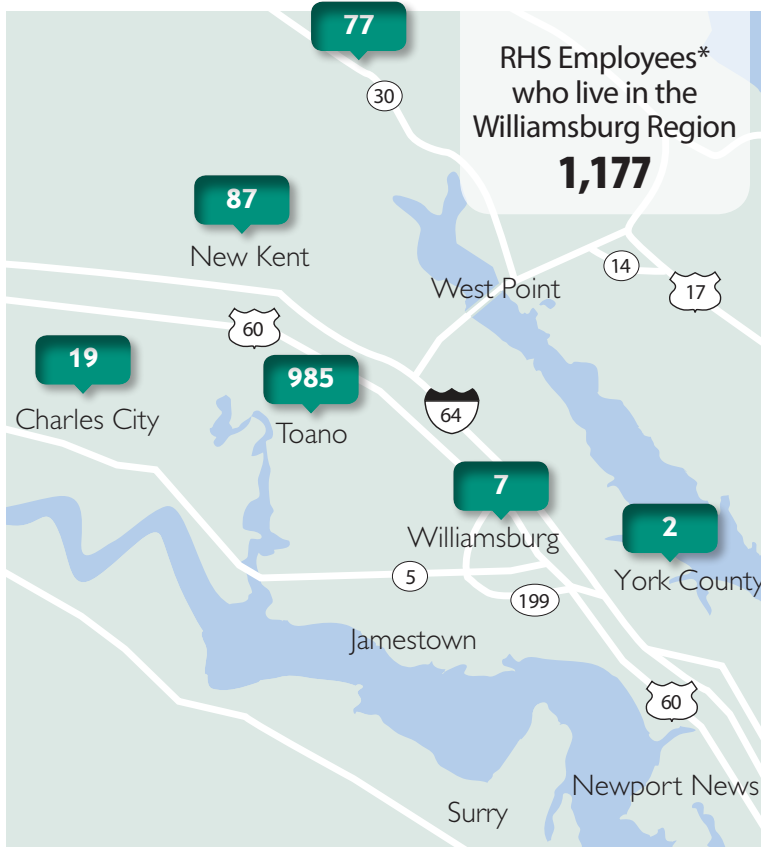 77
RHS Employees*
who live in the
Williamsburg Region
1,177
30
87
New Kent
14
West Point
17
60
19
Charles City
985
Toano
64
7
Williamsburg
2
York County
5
199
Jamestown
60
Newport News
Surry